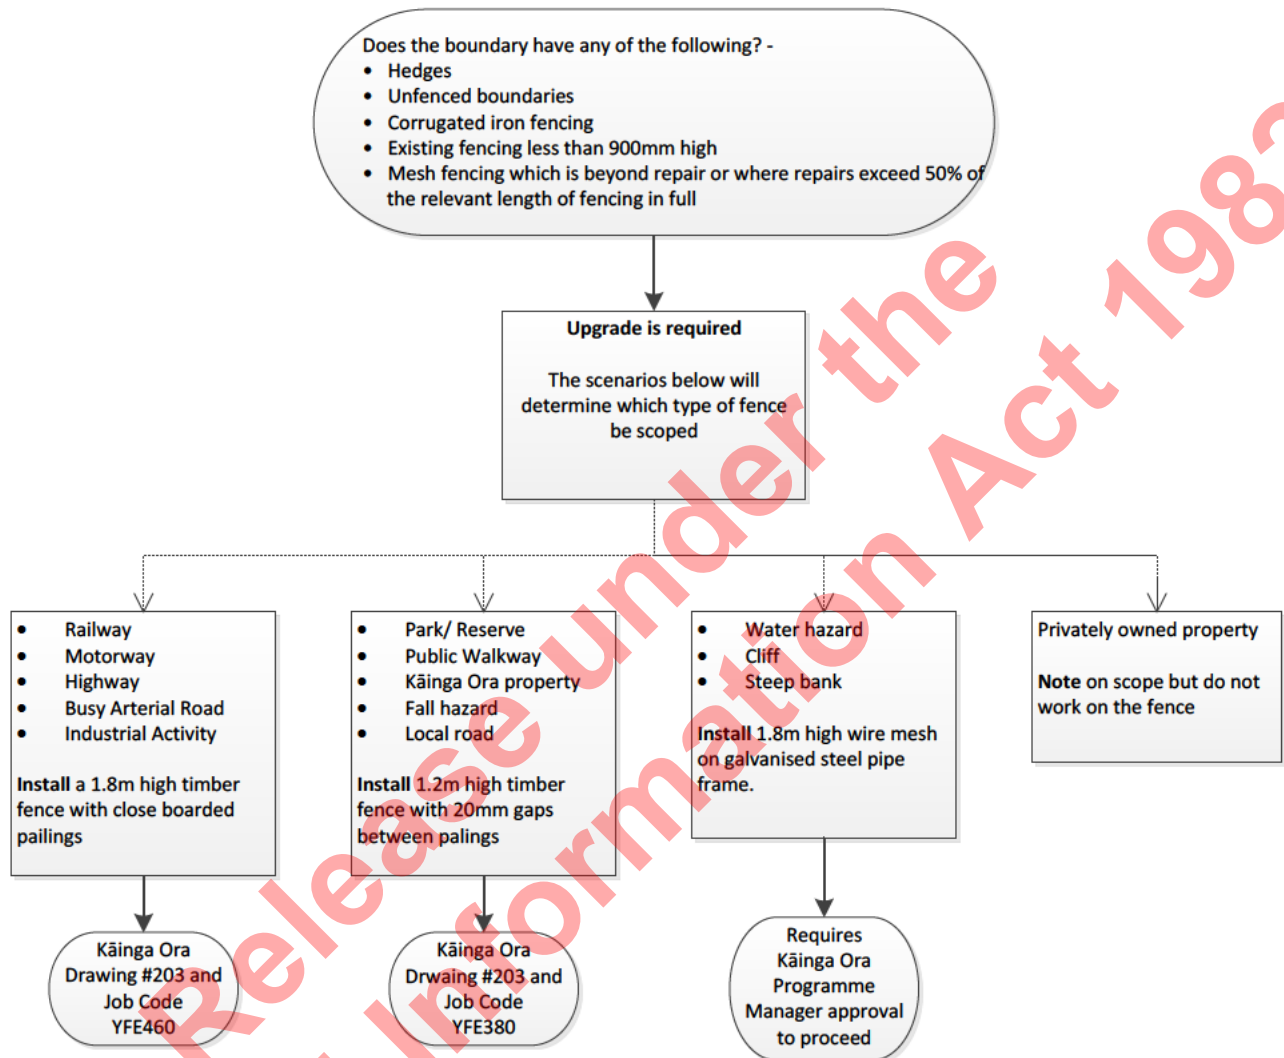 Does the boundary have any of the following? -
• Hedges
• Unfenced boundaries
• Corrugated iron fencing
• Existing fencing less than 900mm high
• Mesh fencing which is beyond repair or where repairs exceed 50% of
the relevant length of fencing in full
Upgrade is required
The scenarios below will
determine which type of fence
be scoped
• Railway
• Motorway
• Highway
• Busy Arterial Road
• Industrial Activity
Install a 1.8m high timber
fence with close boarded
pailings
• Park/ Reserve
• Public Walkway
• Kāinga Ora property
• Fall hazard
• Local road
Install 1.2m high timber
fence with 20mm gaps
between palings
• Water hazard
• Cliff
• Steep bank
Install 1.8m high wire mesh
on galvanised steel pipe
frame.
Privately owned property
Note on scope but do not
work on the fence
Kāinga Ora
Drawing #203 and
Job Code
YFE460
Kāinga Ora
Drwaing #203 and
Job Code
YFE380
Requires
Kāinga Ora
Programme
Manager approval
to proceed
Release under the
Information Act 1982